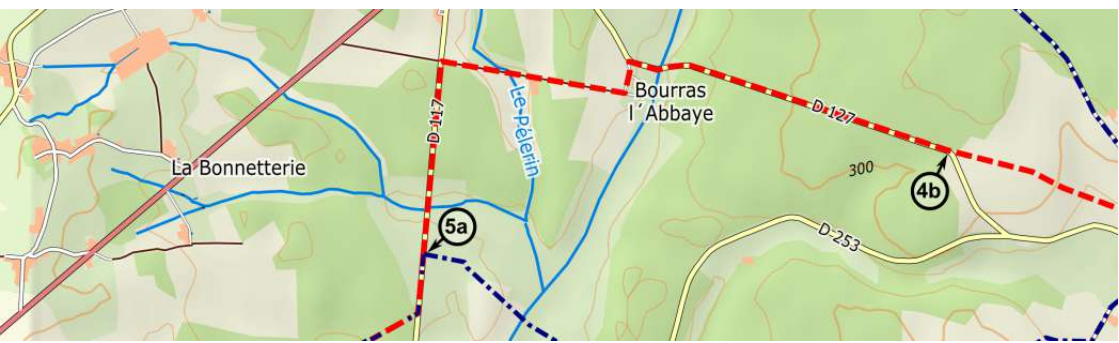 D 117
Le Pélerin
Bourras
l´Abbaye
D 127
La Bonnetterie
300
4b
5a
D 253